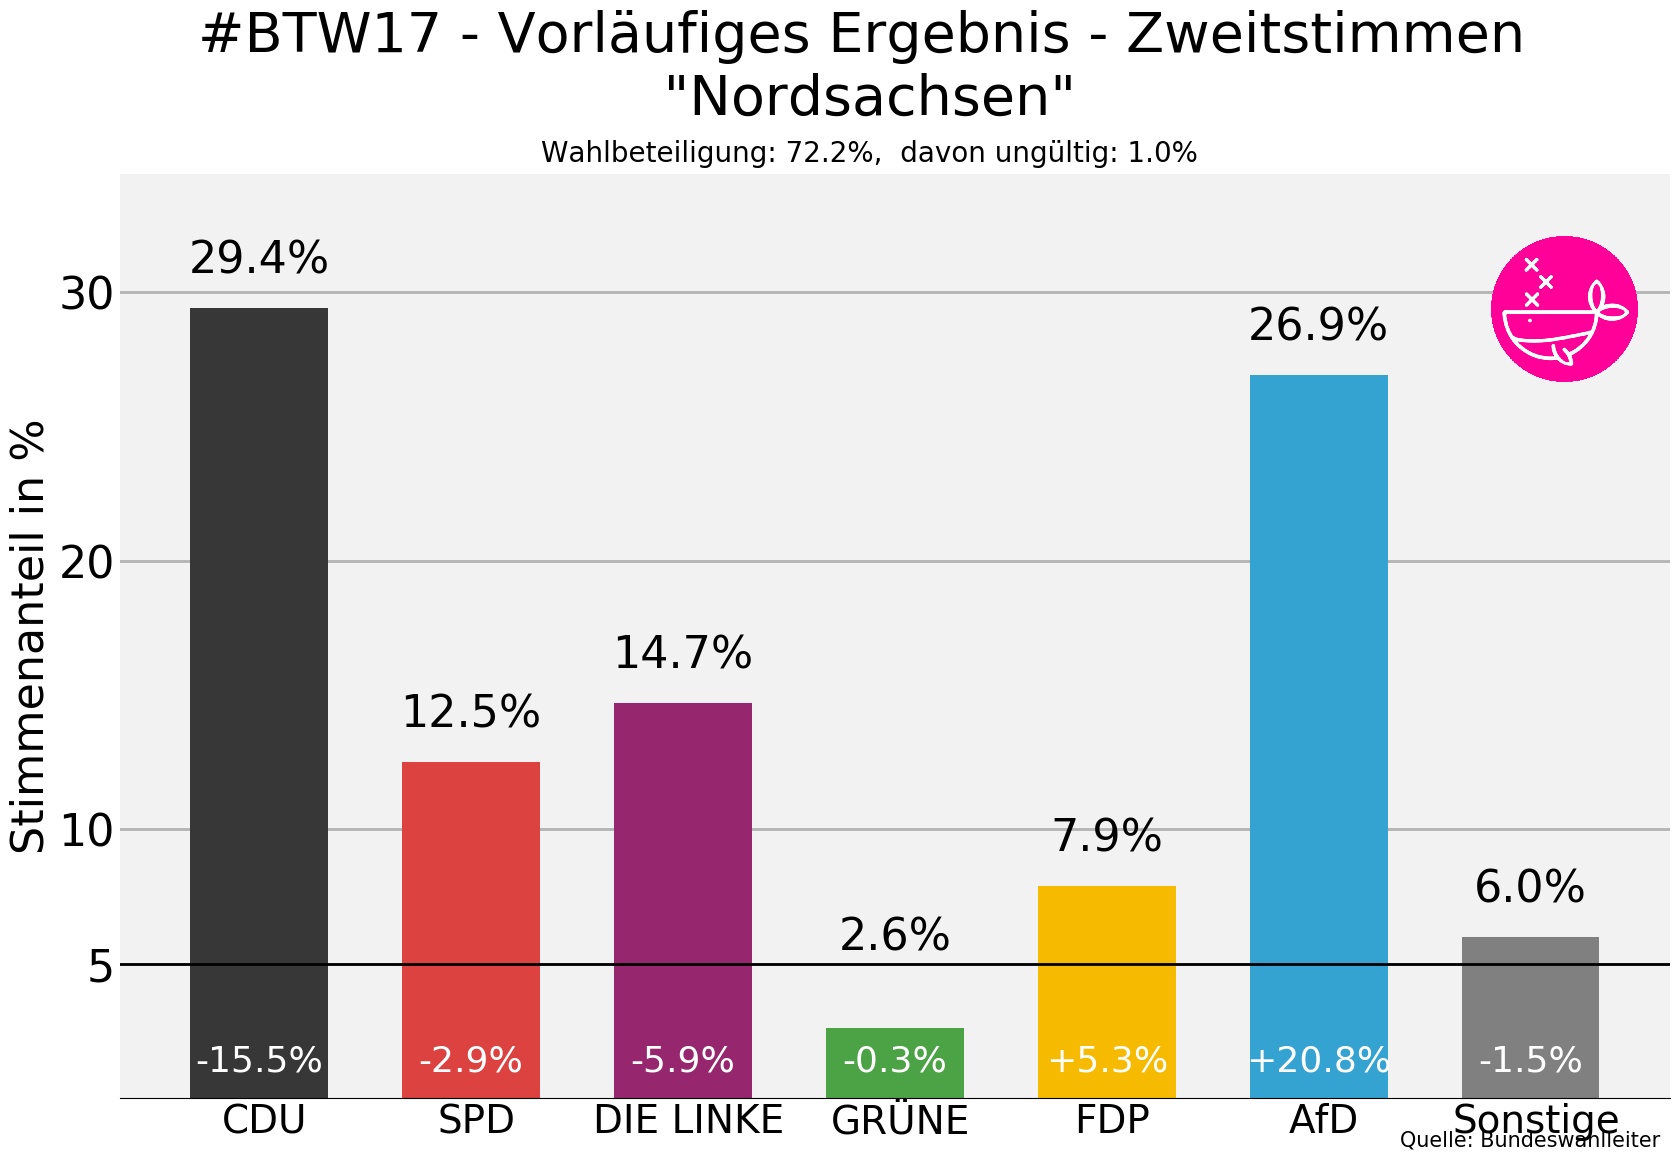 #BTW17 - Vorläufiges Ergebnis - Zweitstimmen
"Nordsachsen"
Wahlbeteiligung: 72.2%,  davon ungültig: 1.0%
Stimmenanteil in %
30
20
10
5
29.4%
12.5%
14.7%
2.6%
7.9%
26.9%
6.0%
-15.5%
-2.9%
-5.9%
-0.3%
+5.3%
+20.8%
-1.5%
CDU
SPD
DIE LINKE
GRÜNE
FDP
AfD
Sonstige
Quelle: Bundeswahlleiter